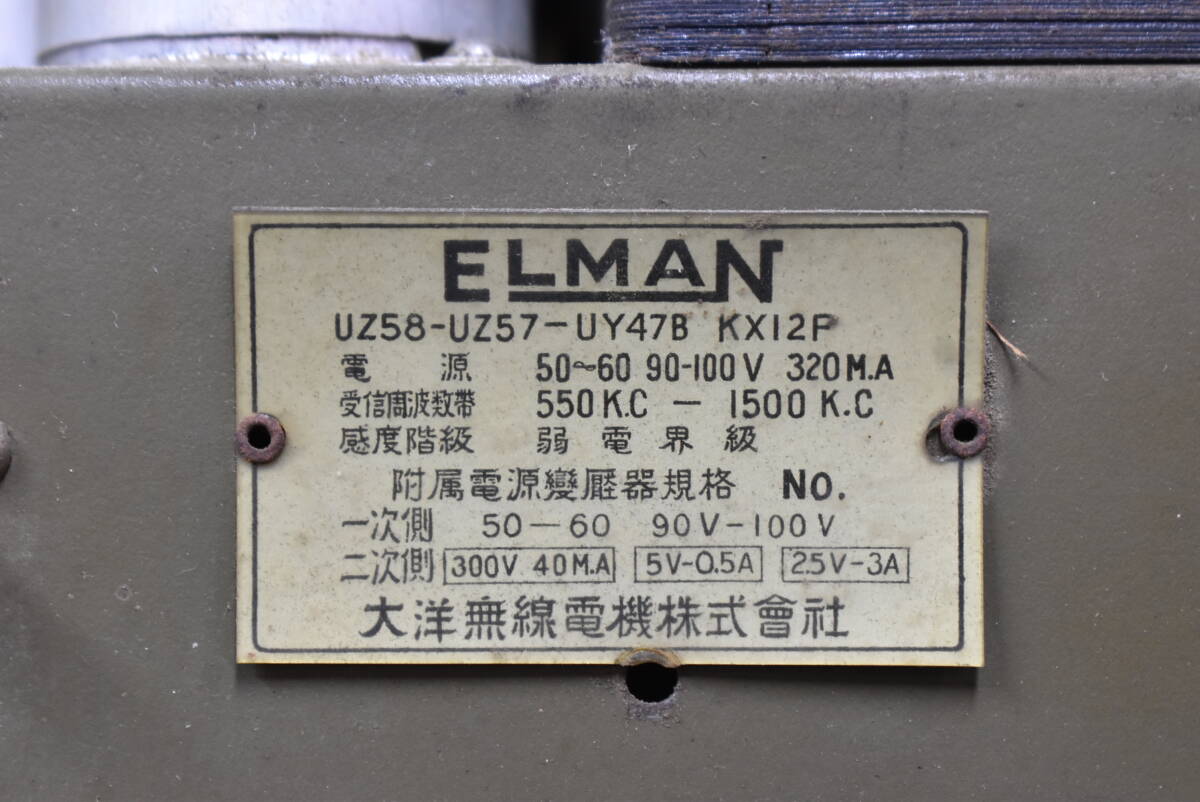 ELMAN
UZ58-UZ57-UY47B KX12F
電源 50~60 90-100V 320M.A
受信周波数帯 550K.C - 1500K.C
感度階級 弱電界級
附属電源變壓器規格 NO.
一次側 50-60 90V-100V
二次側 300V 40M.A 5V-0.5A 2.5V-3A
大洋無線電機株式會社